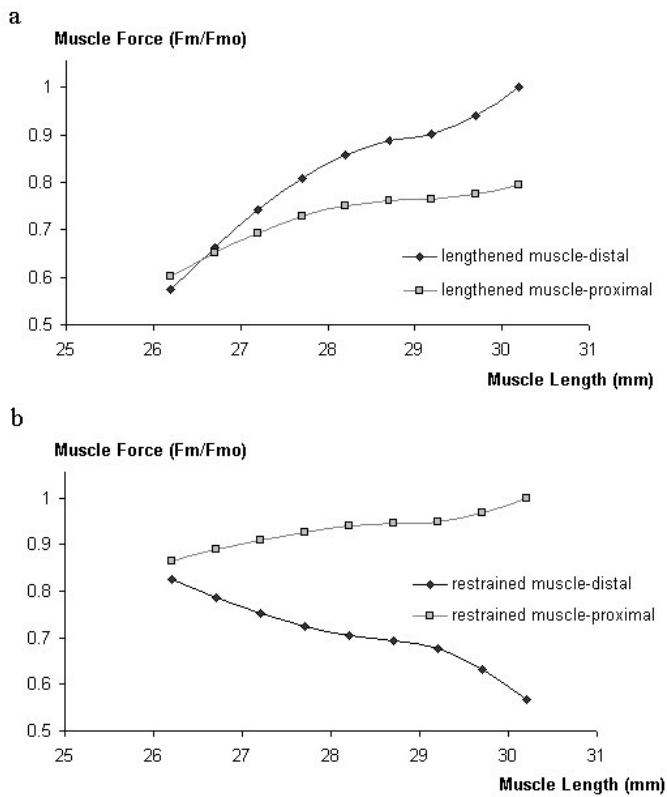 a
Muscle Force (Fm/Fmo)
1
0.9
0.8
0.7
0.6
0.5
lengthened muscle-distal
lengthened muscle-proximal
25 26 27 28 29 30 31
Muscle Length (mm)
b
Muscle Force (Fm/Fmo)
1
0.9
0.8
0.7
0.6
0.5
restrained muscle-distal
restrained muscle-proximal
25 26 27 28 29 30 31
Muscle Length (mm)